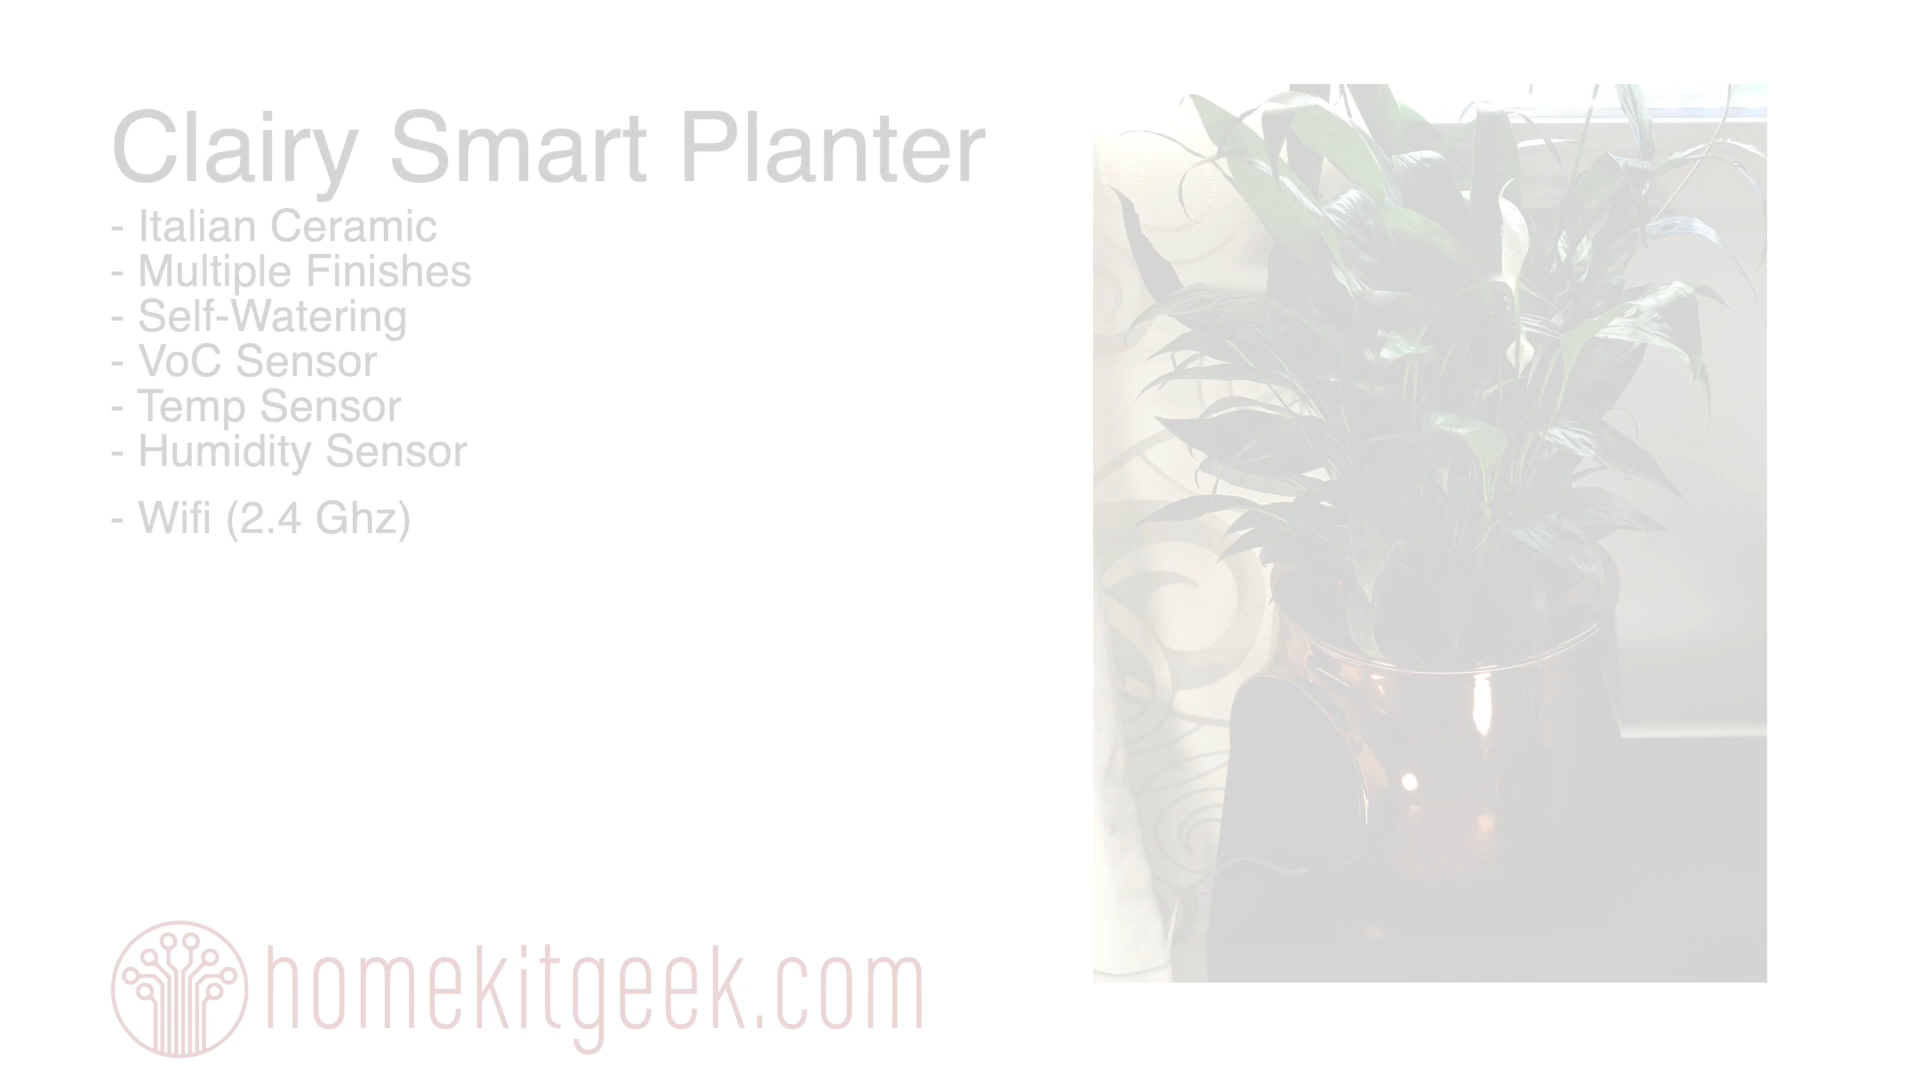 Clairy Smart Planter
- Italian Ceramic
- Multiple Finishes
- Self-Watering
- VoC Sensor
- Temp Sensor
- Humidity Sensor
- Wifi (2.4 Ghz)
homekitgeek.com